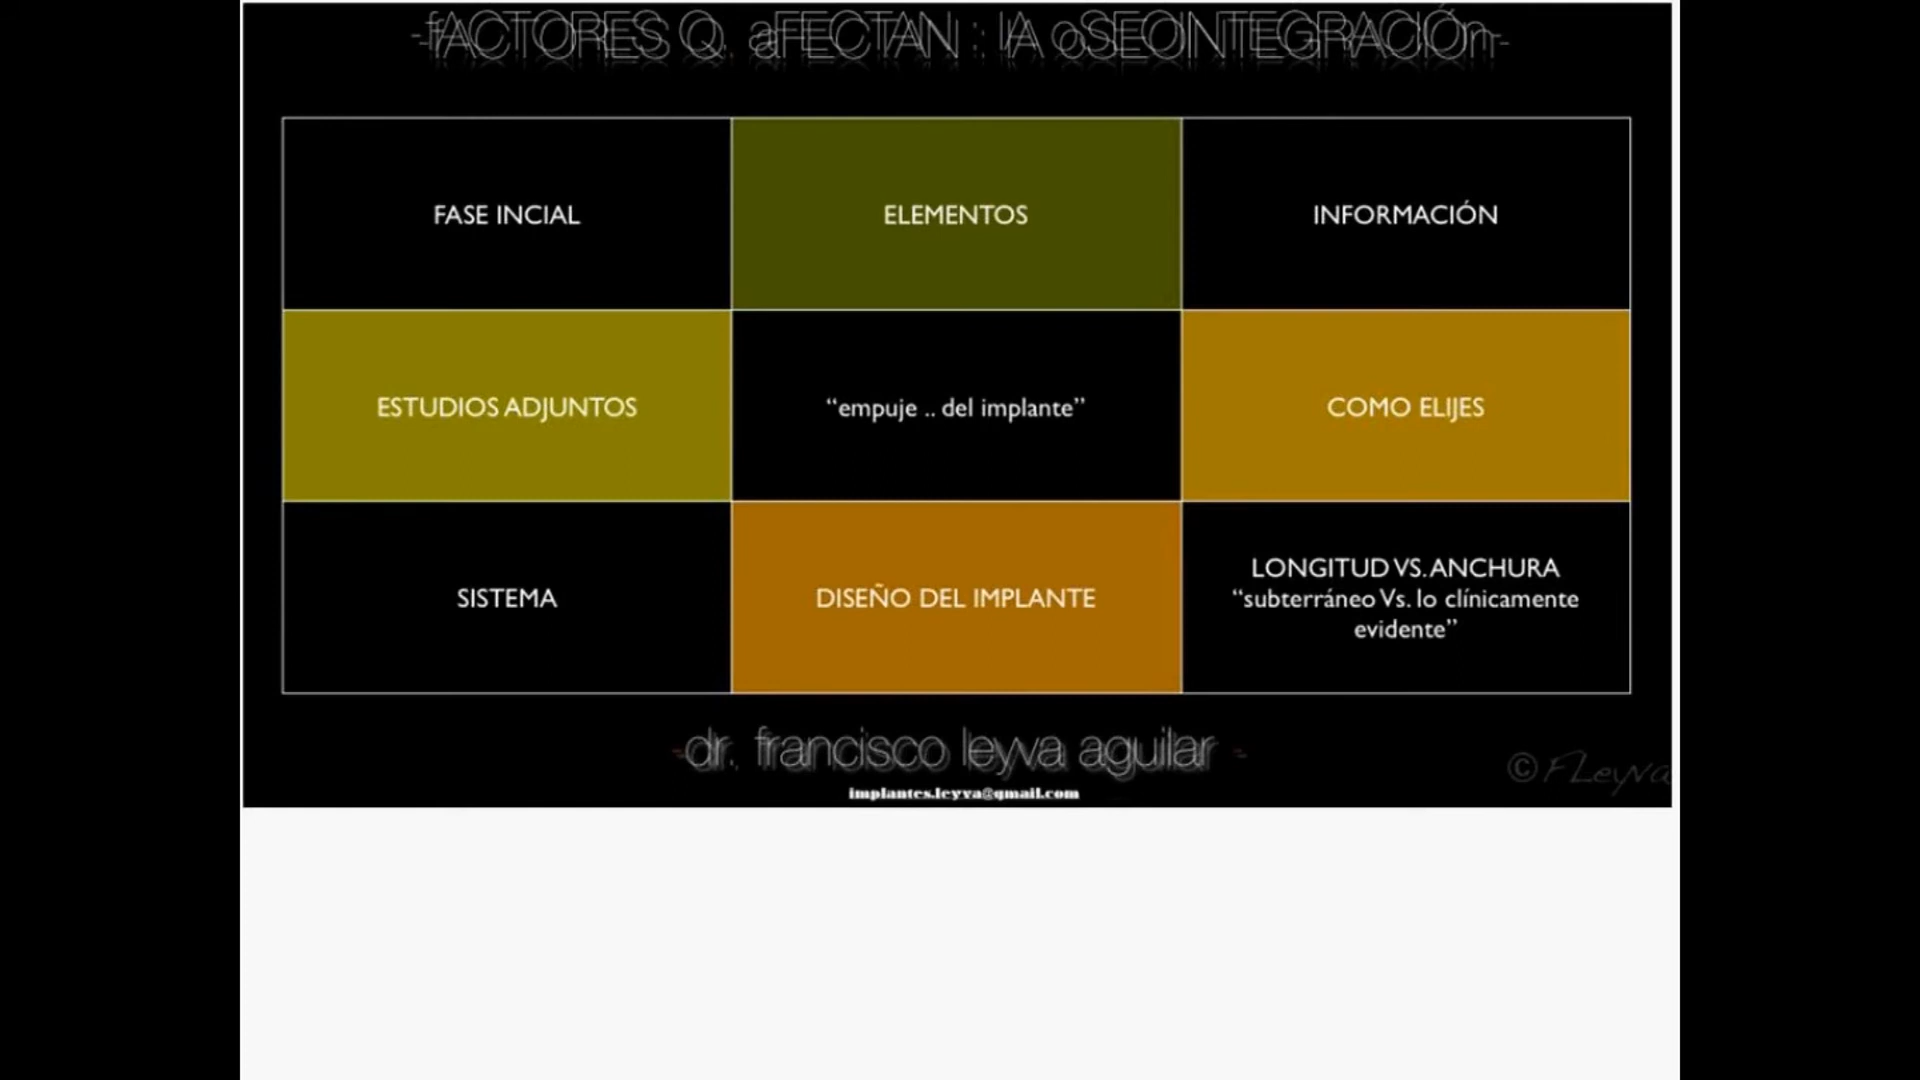 -fACTORES Q. aFECTAN : lA oSEOINTEGRACIÓn-
FASE INCIAL
ELEMENTOS
INFORMACIÓN
ESTUDIOS ADJUNTOS
“empuje .. del implante”
COMO ELIJES
SISTEMA
DISEÑO DEL IMPLANTE
LONGITUD VS. ANCHURA
“subterráneo Vs. lo clínicamente
evidente”
-dr. francisco leyva aguilar -
implantes.leyva@gmail.com
©FLeyva